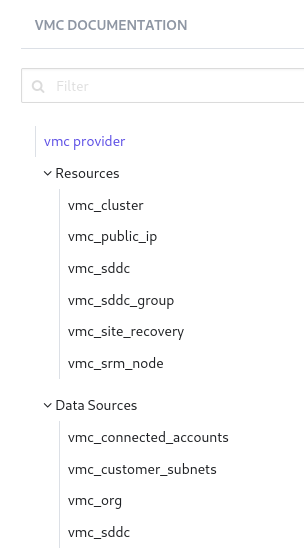 VMC DOCUMENTATION
Filter
vmc provider
Resources
vmc_cluster
vmc_public_ip
vmc_sddc
vmc_sddc_group
vmc_site_recovery
vmc_srm_node
Data Sources
vmc_connected_accounts
vmc_customer_subnets
vmc_org
vmc_sddc